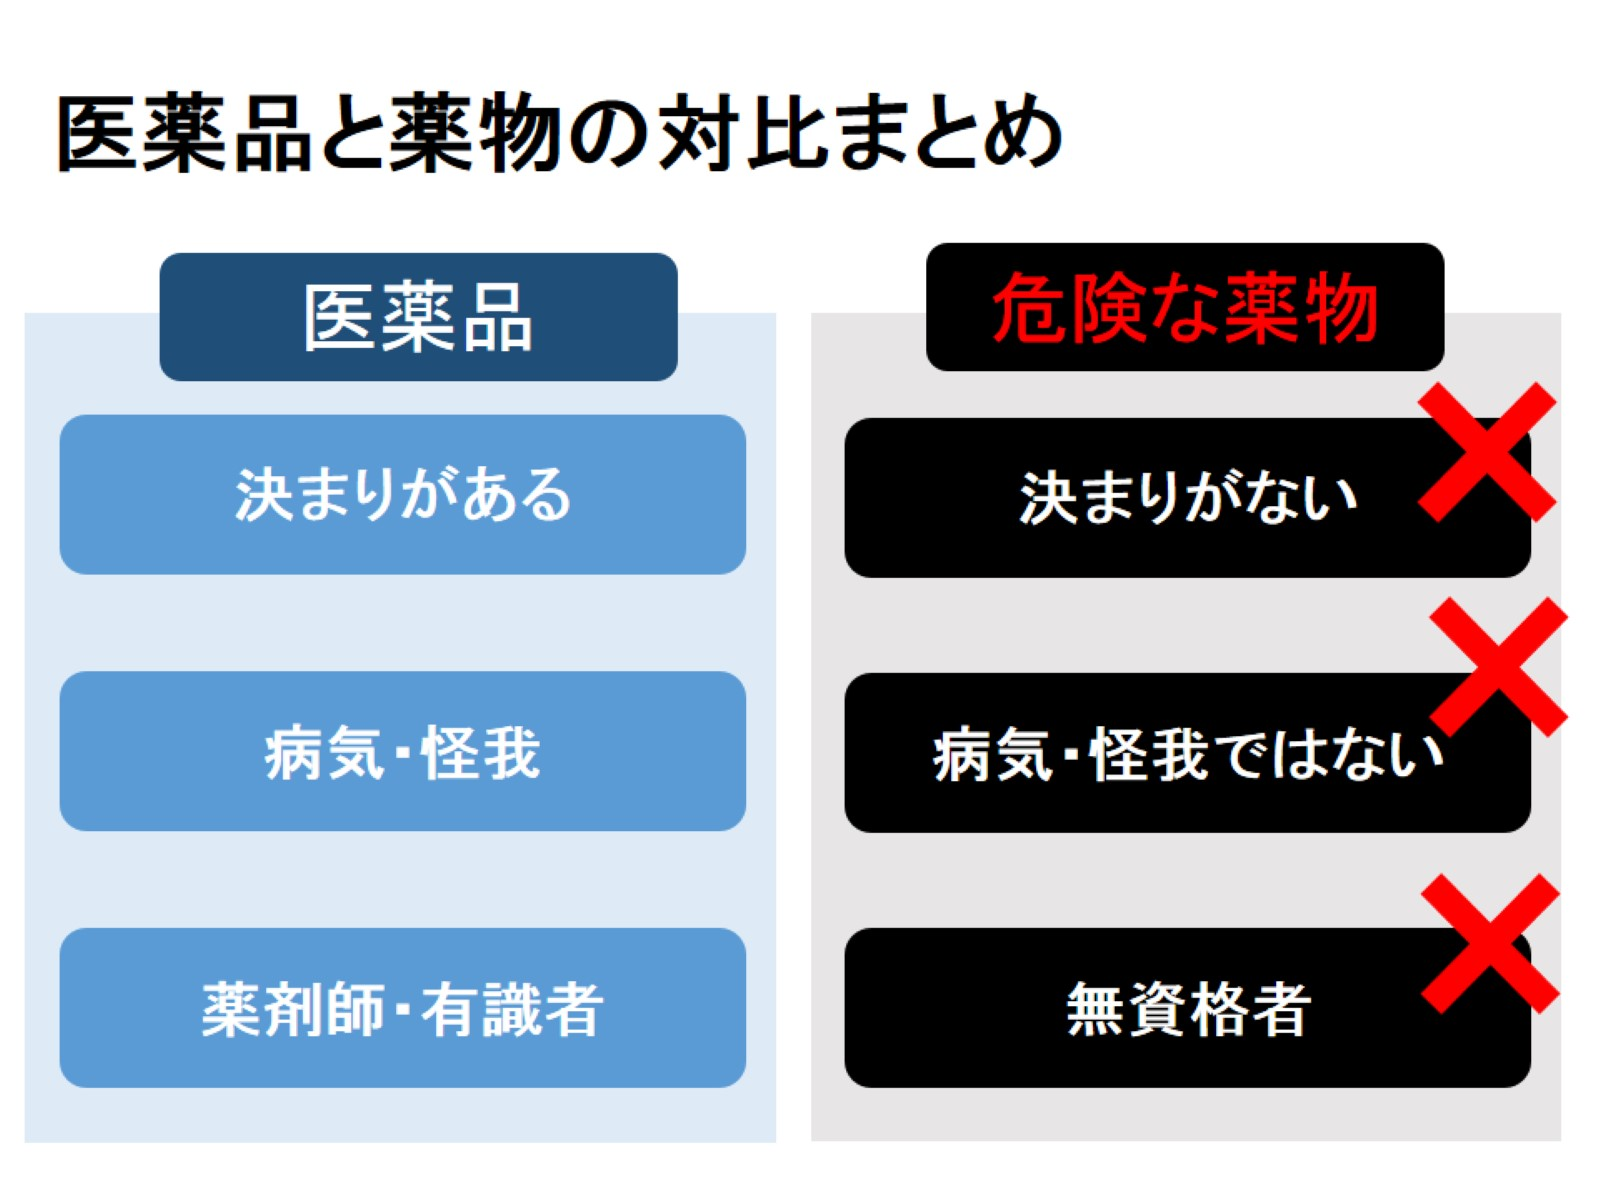 医薬品と薬物の対比まとめ
医薬品
決まりがある
病気・怪我
薬剤師・有識者
危険な薬物
決まりがない
病気・怪我ではない
無資格者